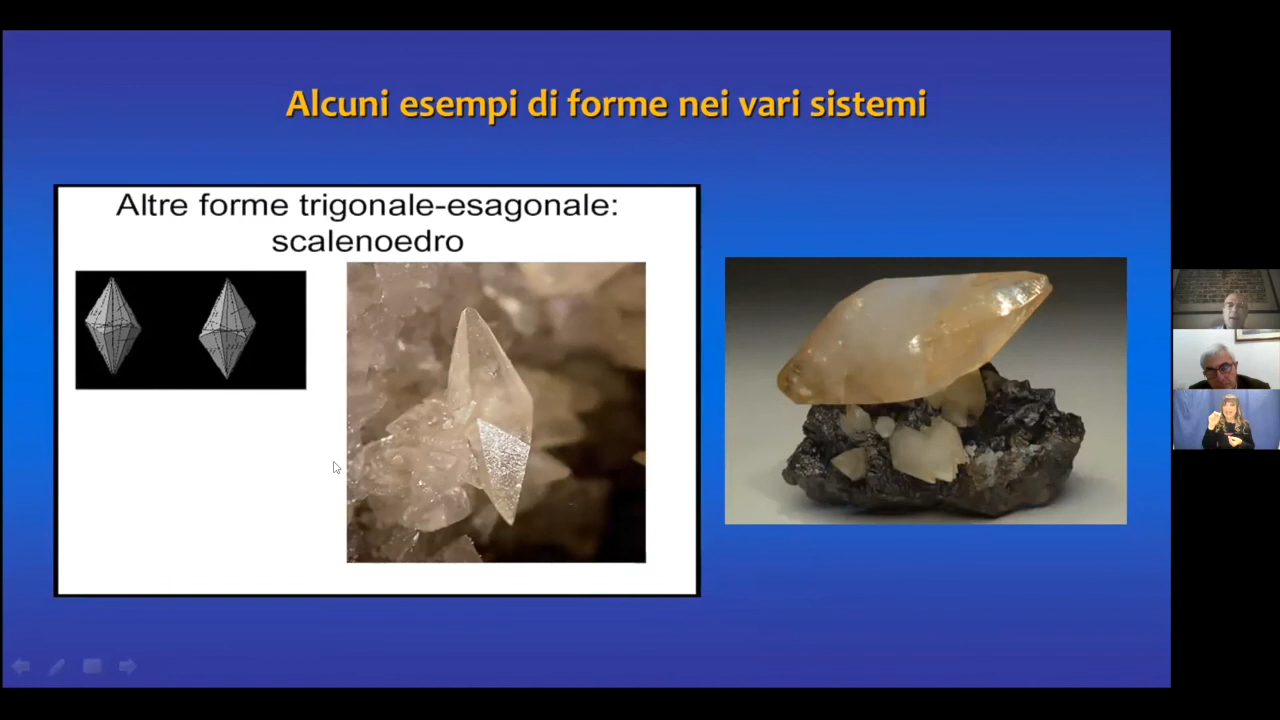 Alcuni esempi di forme nei vari sistemi
Altre forme trigonale-esagonale:
scalenoedro